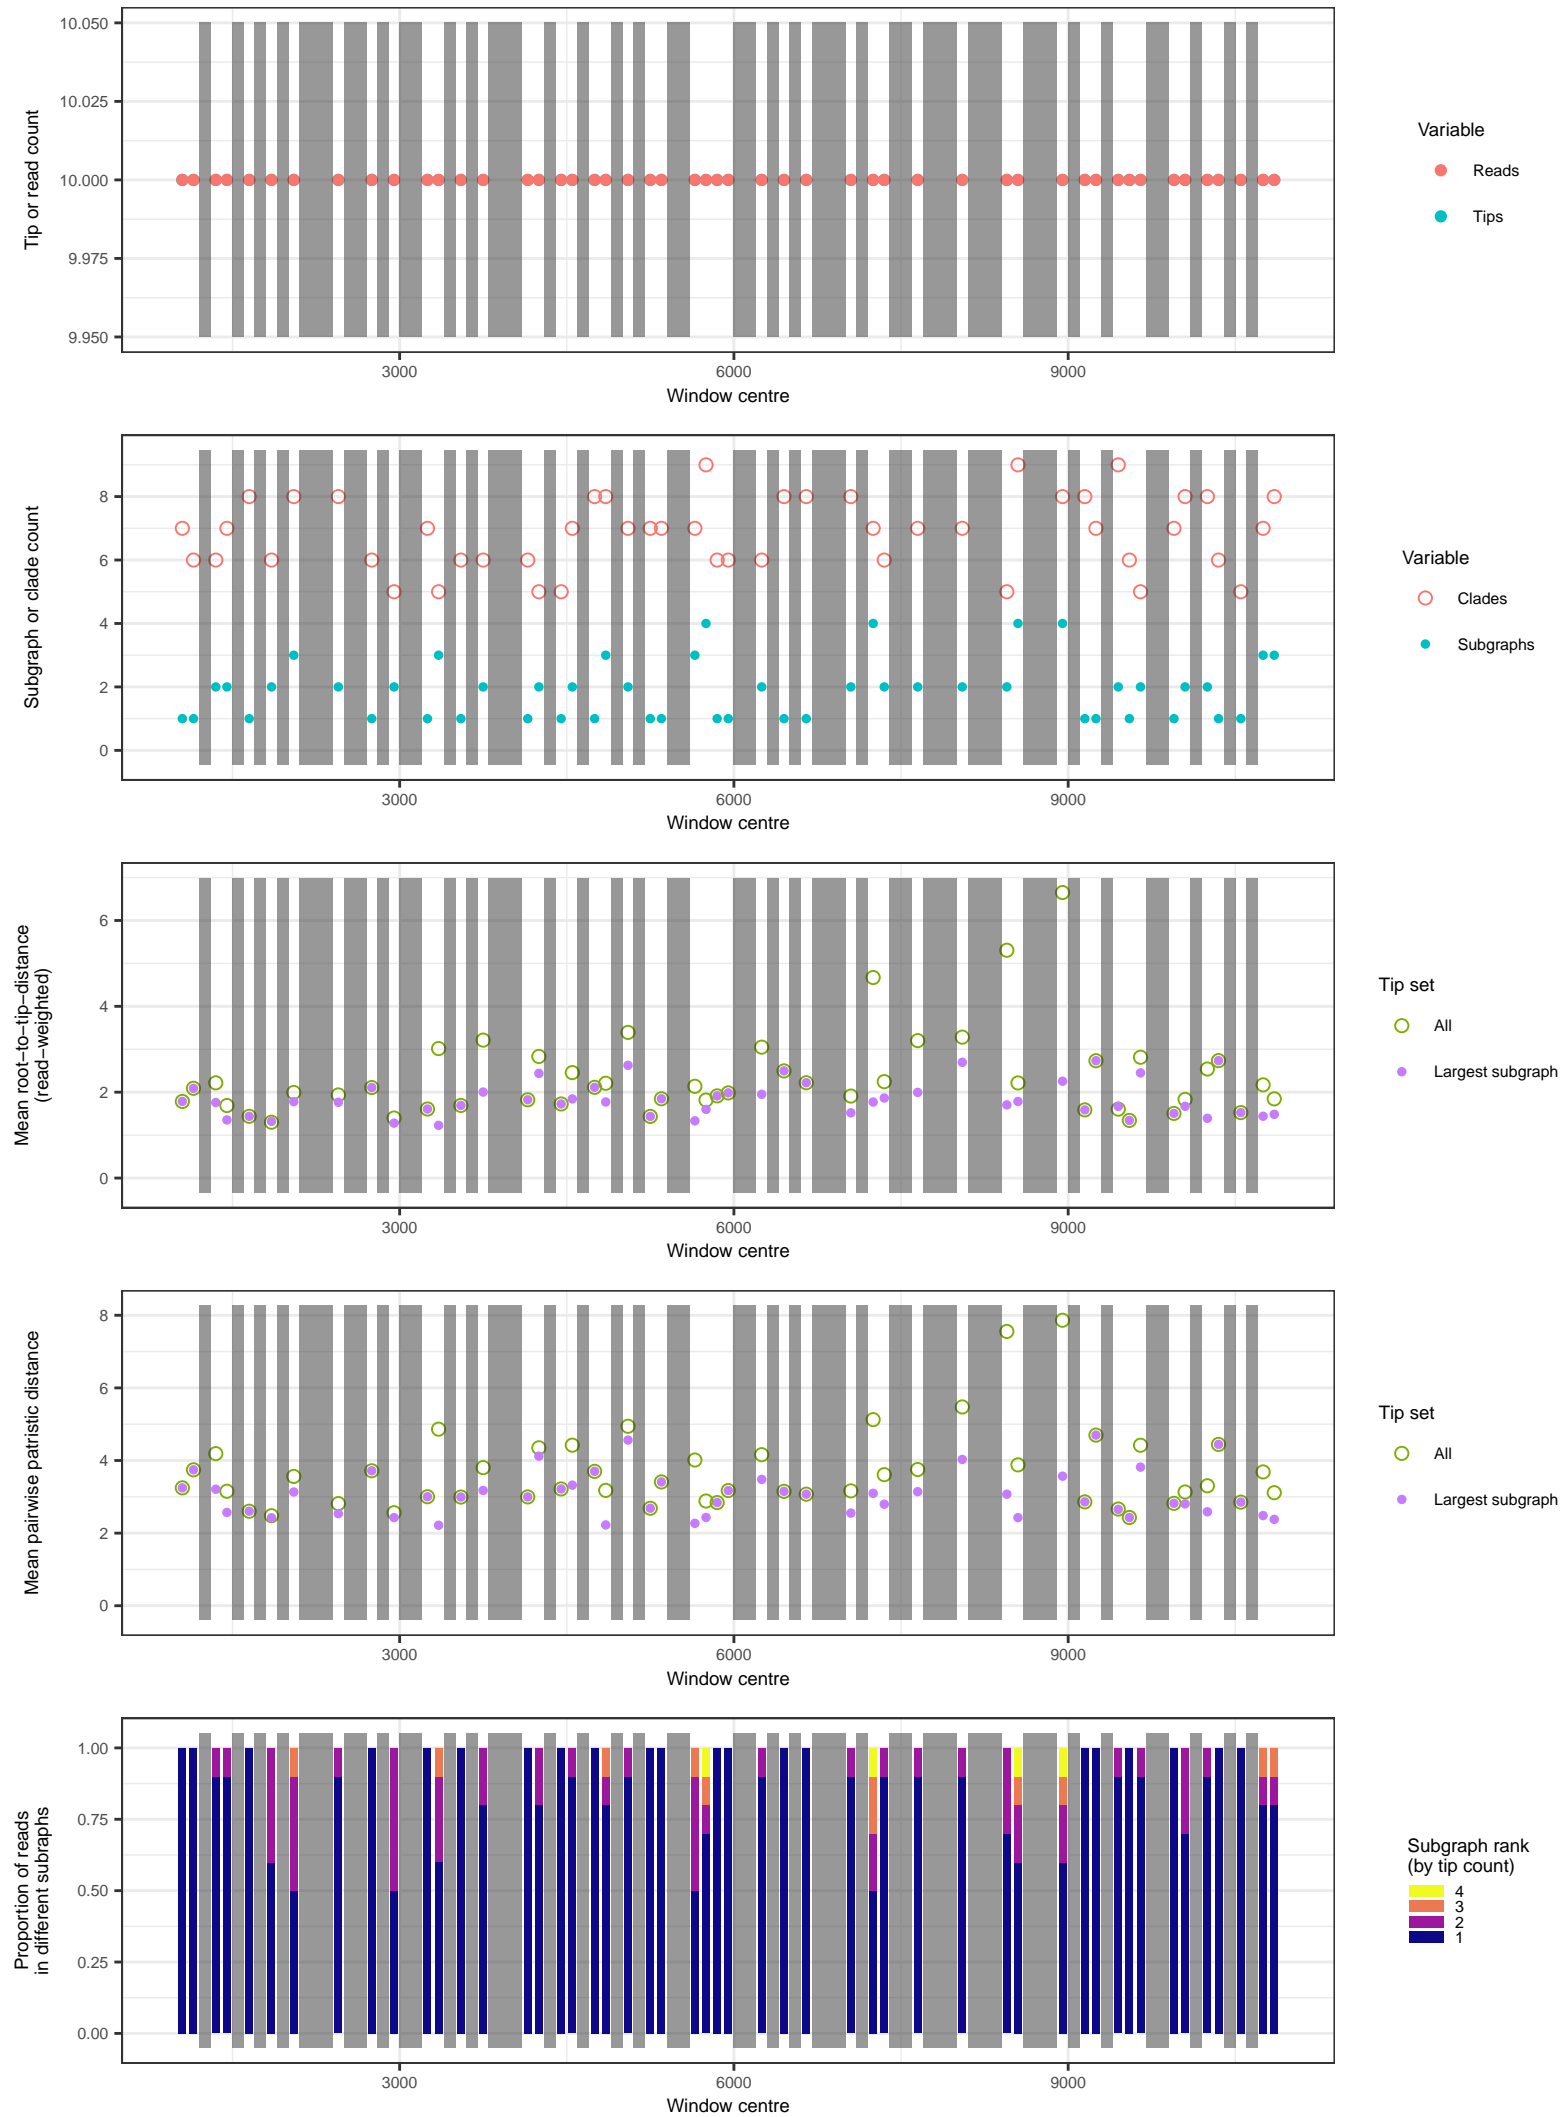 10.050
10.025
10.000
9.975
9.950
Tip or read count
3000
6000
9000
Window centre
Variable
Reads
Tips
8
6
4
2
0
Subgraph or clade count
3000
6000
9000
Window centre
Variable
Clades
Subgraphs
6
4
2
0
Mean root−to−tip−distance
(read−weighted)
3000
6000
9000
Window centre
Tip set
All
Largest subgraph
8
6
4
2
0
Mean pairwise patristic distance
3000
6000
9000
Window centre
Tip set
All
Largest subgraph
1.00
0.75
0.50
0.25
0.00
Proportion of reads
in different subraphs
3000
6000
9000
Window centre
Subgraph rank
(by tip count)
4
3
2
1